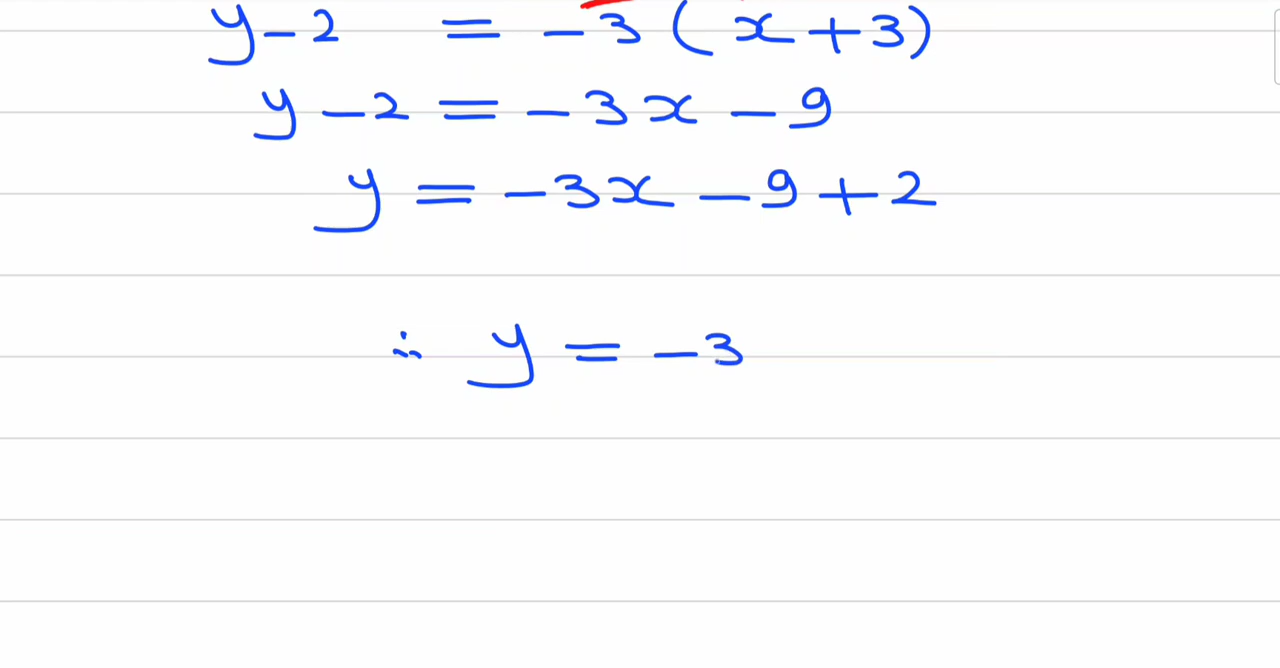 y - 2 = -3(x + 3)
y - 2 = -3x - 9
y = -3x - 9 + 2
∴ y = -3